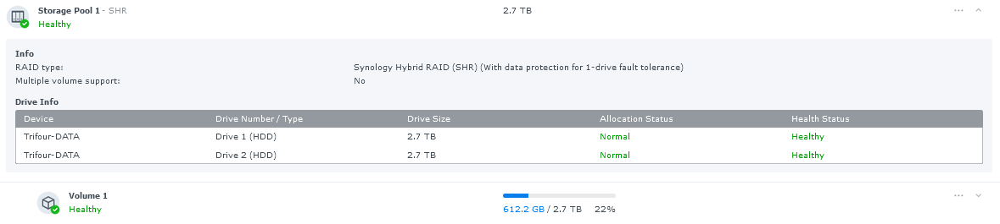 Storage Pool 1 - SHR 2.7 TB
Healthy
Info
RAID type: Synology Hybrid RAID (SHR) (With data protection for 1-drive fault tolerance)
Multiple volume support: No
Drive Info
Device Drive Number / Type Drive Size Allocation Status Health Status
Trifour-DATA Drive 1 (HDD) 2.7 TB Normal Healthy
Trifour-DATA Drive 2 (HDD) 2.7 TB Normal Healthy
Volume 1
Healthy 612.2 GB / 2.7 TB 22%